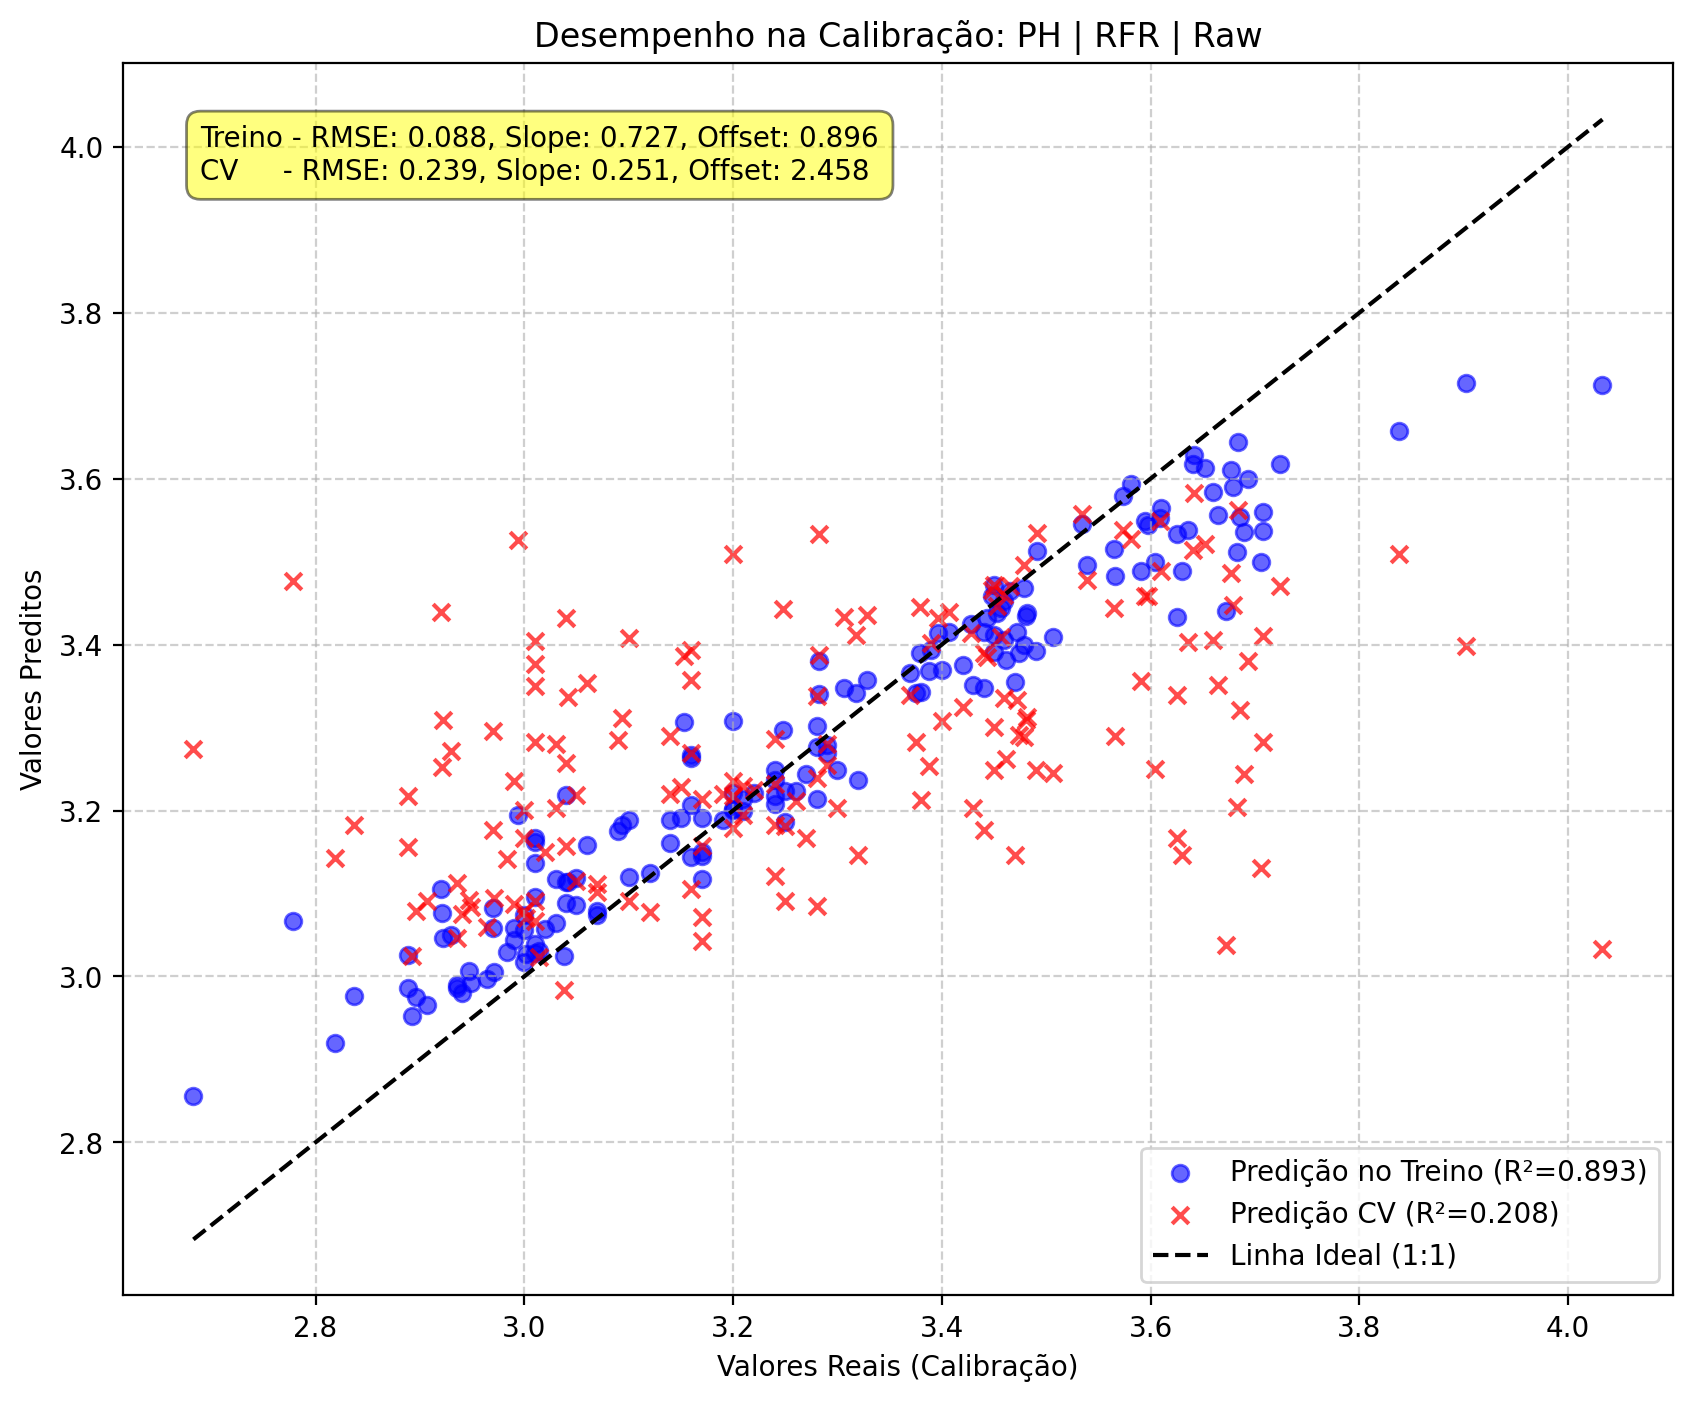 Desempenho na Calibração: PH | RFR | Raw
Treino - RMSE: 0.088, Slope: 0.727, Offset: 0.896
CV - RMSE: 0.239, Slope: 0.251, Offset: 2.458
4.0
3.8
3.6
3.4
3.2
3.0
2.8
Valores Preditos
Predição no Treino (R²=0.893)
Predição CV (R²=0.208)
Linha Ideal (1:1)
2.8 3.0 3.2 3.4 3.6 3.8 4.0
Valores Reais (Calibração)